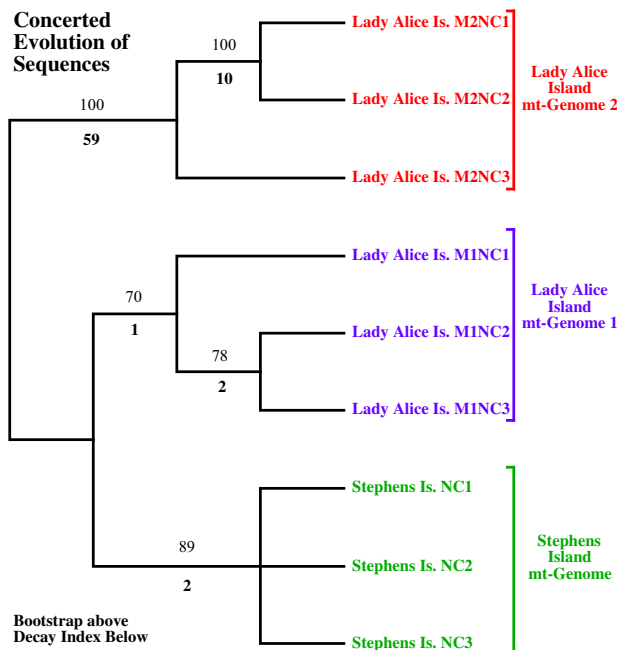 Concerted
Evolution of
Sequences
Lady Alice Is. M2NC1
100
10
Lady Alice
Island
mt-Genome 2
Lady Alice Is. M2NC2
100
59
Lady Alice Is. M2NC3
Lady Alice Is. M1NC1
70
1
Lady Alice
Island
mt-Genome 1
Lady Alice Is. M1NC2
78
2
Lady Alice Is. M1NC3
Stephens Is. NC1
89
2
Stephens
Island
mt-Genome
Stephens Is. NC2
Bootstrap above
Decay Index Below
Stephens Is. NC3